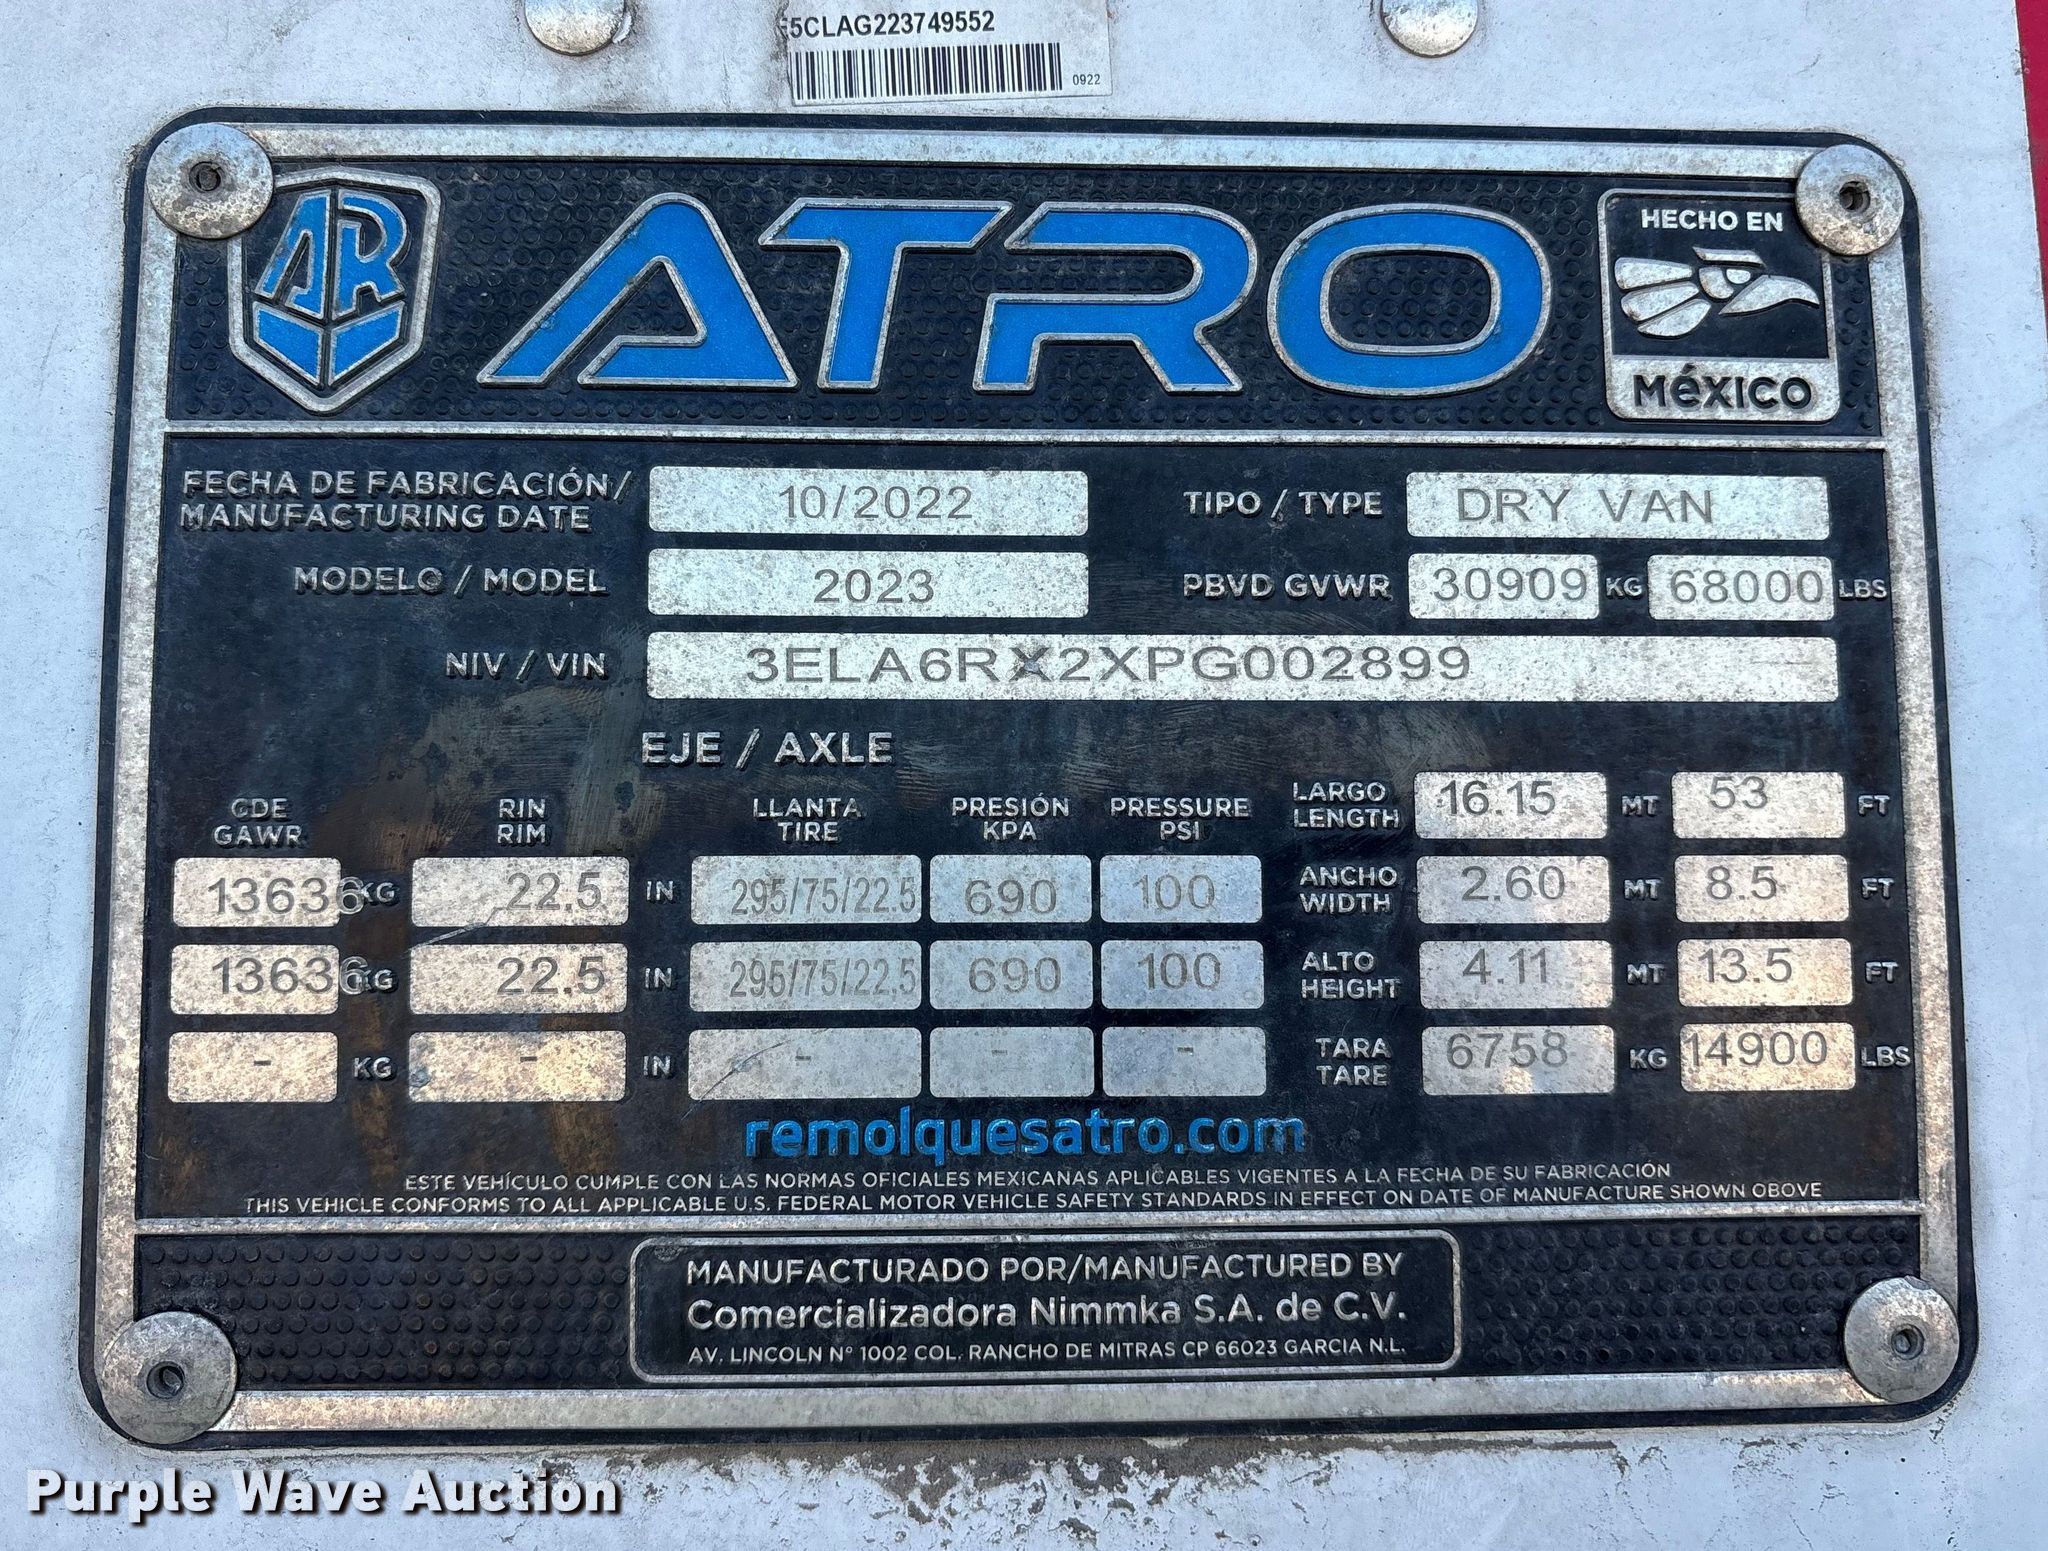 5CLAG223749552
0922
AR
ATRO
HECHO EN
MéXICO
FECHA DE FABRICACIÓN/
MANUFACTURING DATE
10/2022
TIPO / TYPE
DRY VAN
MODELO / MODEL
2023
PBVD GVWR
30909 KG 68000 LBS
NIV / VIN
3ELA6RX2XPG002899
EJE / AXLE
GDE
GAWR
RIN
RIM
LLANTA
TIRE
PRESIÓN
KPA
PRESSURE
PSI
LARGO
LENGTH
16.15 MT 53 FT
13636 KG 22.5 IN 295/75/22.5 690 100
ANCHO
WIDTH
2.60 MT 8.5 FT
13636 KG 22.5 IN 295/75/22.5 690 100
ALTO
HEIGHT
4.11 MT 13.5 FT
- KG - IN - - -
TARA
TARE
6758 KG 14900 LBS
remolquesatro.com
ESTE VEHÍCULO CUMPLE CON LAS NORMAS OFICIALES MEXICANAS APLICABLES VIGENTES A LA FECHA DE SU FABRICACIÓN
THIS VEHICLE CONFORMS TO ALL APPLICABLE U.S. FEDERAL MOTOR VEHICLE SAFETY STANDARDS IN EFFECT ON DATE OF MANUFACTURE SHOWN OBOVE
MANUFACTURADO POR/MANUFACTURED BY
Comercializadora Nimmka S.A. de C.V.
AV. LINCOLN Nº 1002 COL. RANCHO DE MITRAS CP 66023 GARCIA N.L.
Purple Wave Auction